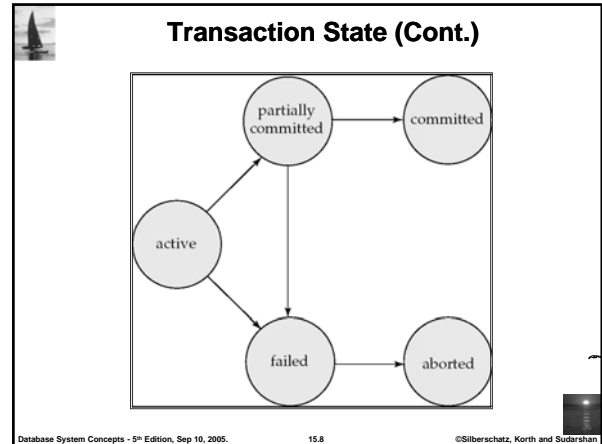 Transaction State (Cont.)
partially
committed
committed
active
failed
aborted
Database System Concepts - 5th Edition, Sep 10, 2005.
15.8
©Silberschatz, Korth and Sudarshan